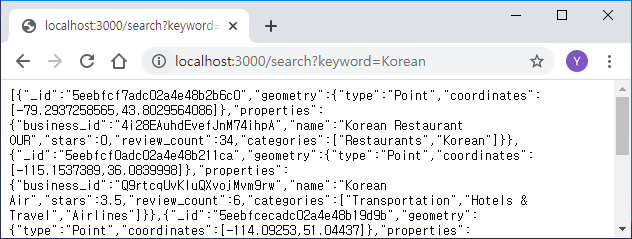 localhost:3000/search?keyword=K
localhost:3000/search?keyword=Korean
Y
[{"_id":"5eebfcf7adc02a4e48b2b6c0","geometry":{"type":"Point","coordinates":
[-79.2937258565,43.8029564086]},"properties":
{"business_id":"4i28EAuhdEvefJnM74ihpA","name":"Korean Restaurant
OUR","stars":0,"review_count":34,"categories":["Restaurants","Korean"]}},
{"_id":"5eebfcf0adc02a4e48b211ca","geometry":{"type":"Point","coordinates":
[-115.1537389,36.0839998]},"properties":
{"business_id":"Q9rtcqUvKIuQXvojMvm9rw","name":"Korean
Air","stars":3.5,"review_count":6,"categories":["Transportation","Hotels &
Travel","Airlines"]}},{"_id":"5eebfcecadc02a4e48b19d9b","geometry":
{"type":"Point","coordinates":[-114.09253,51.04437]},"properties":